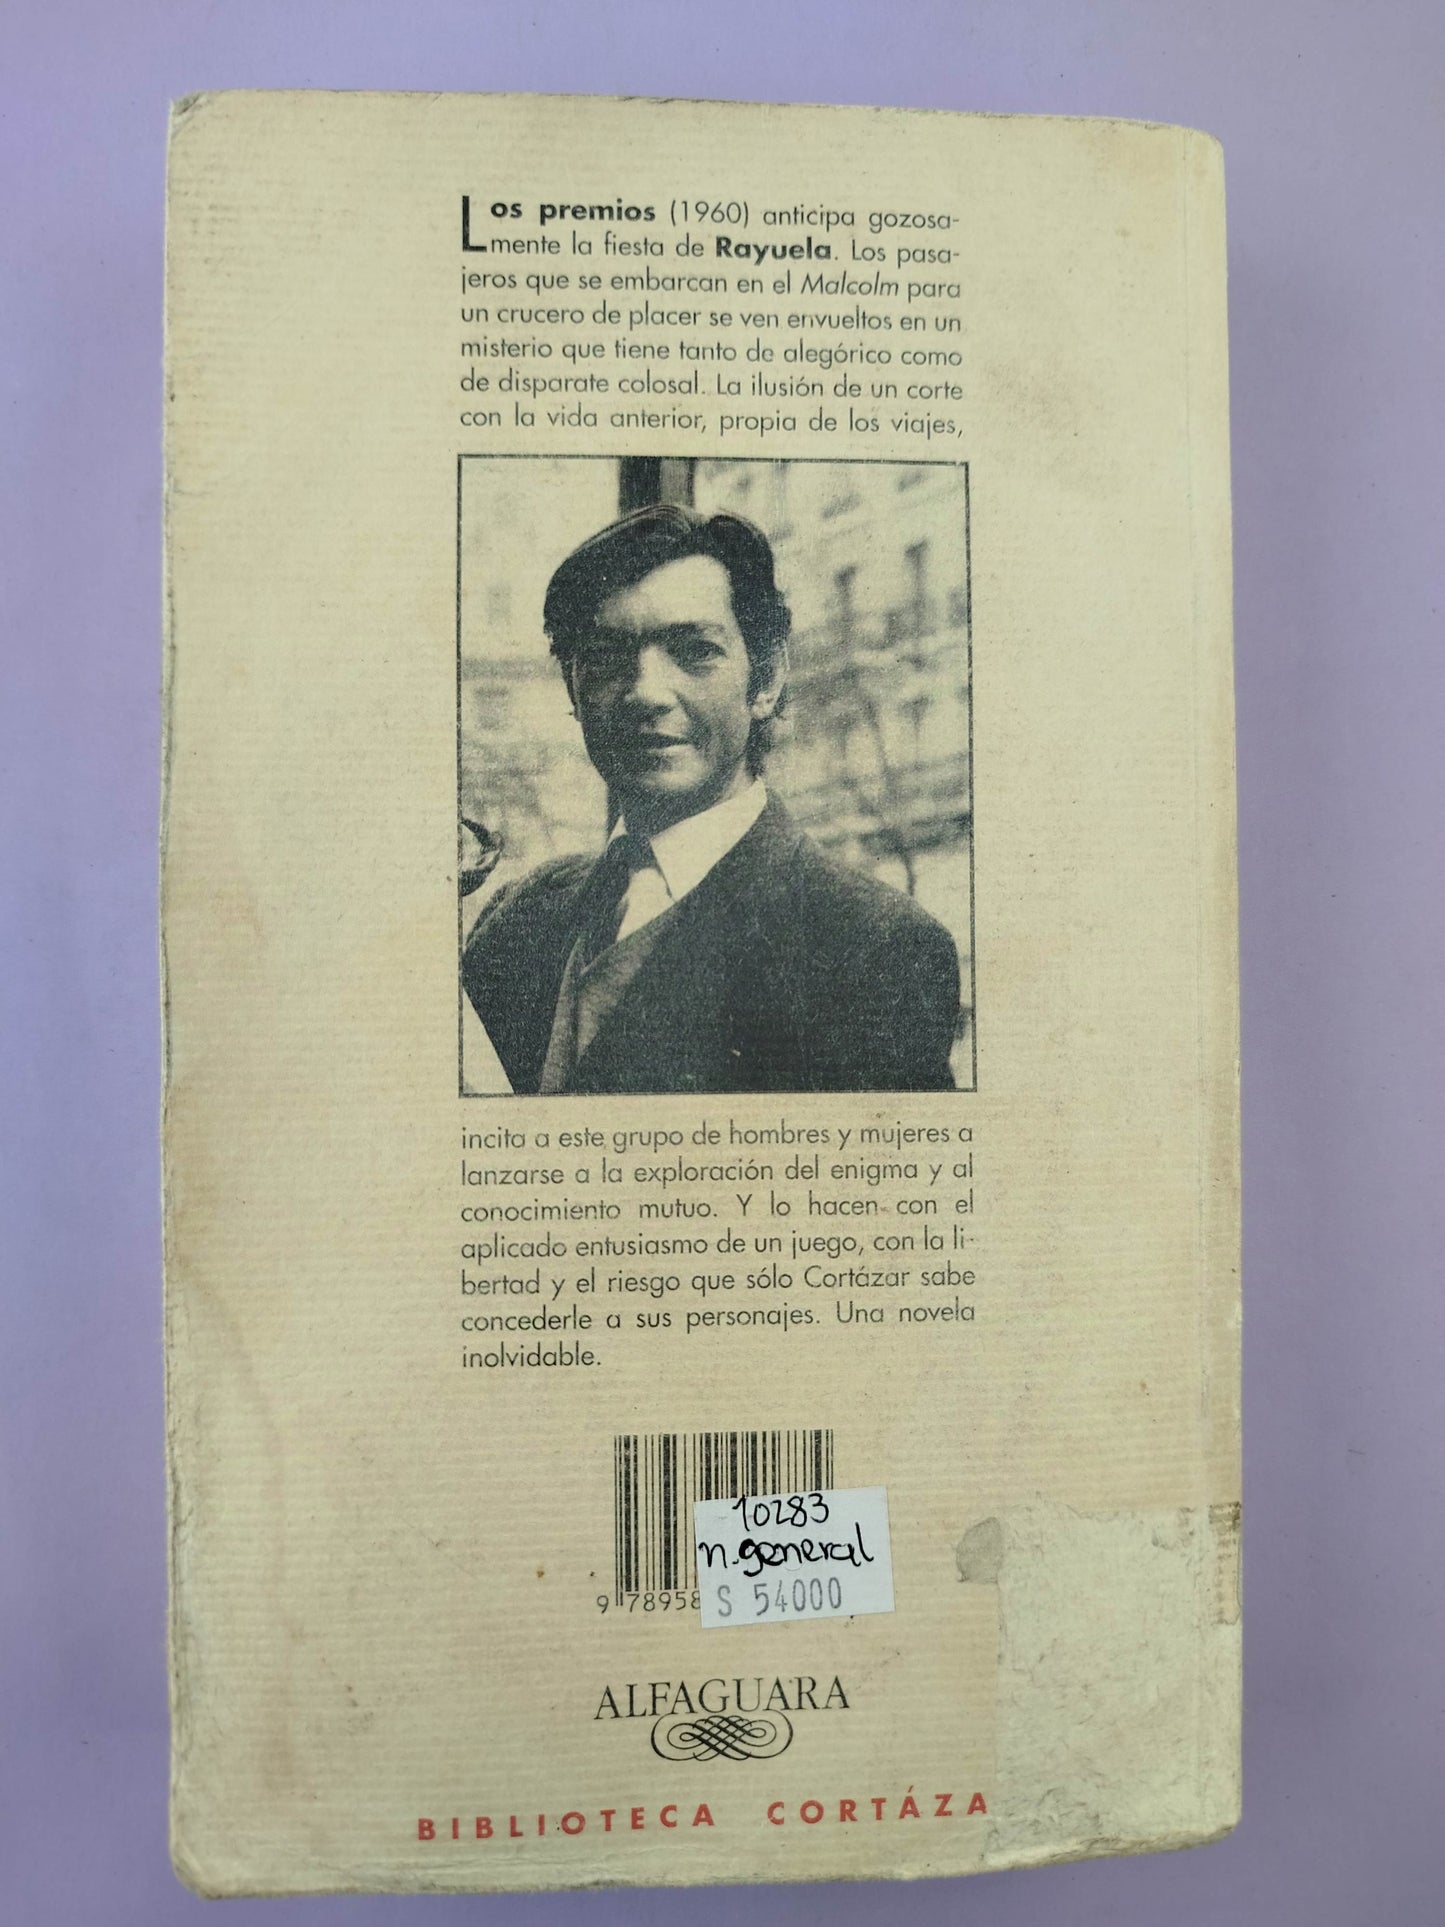 Los premios (1960) anticipa gozosa-
mente la fiesta de Rayuela. Los pasa-
jeros que se embarcan en el Malcolm para
un crucero de placer se ven envueltos en un
misterio que tiene tanto de alegórico como
de disparate colosal. La ilusión de un corte
con la vida anterior, propia de los viajes,
incita a este grupo de hombres y mujeres a
lanzarse a la exploración del enigma y al
conocimiento mutuo. Y lo hacen con el
aplicado entusiasmo de un juego, con la li-
bertad y el riesgo que sólo Cortázar sabe
concederle a sus personajes. Una novela
inolvidable.
10283
n.general
S 54000
9 78958
ALFAGUARA
BIBLIOTECA CORTÁZA